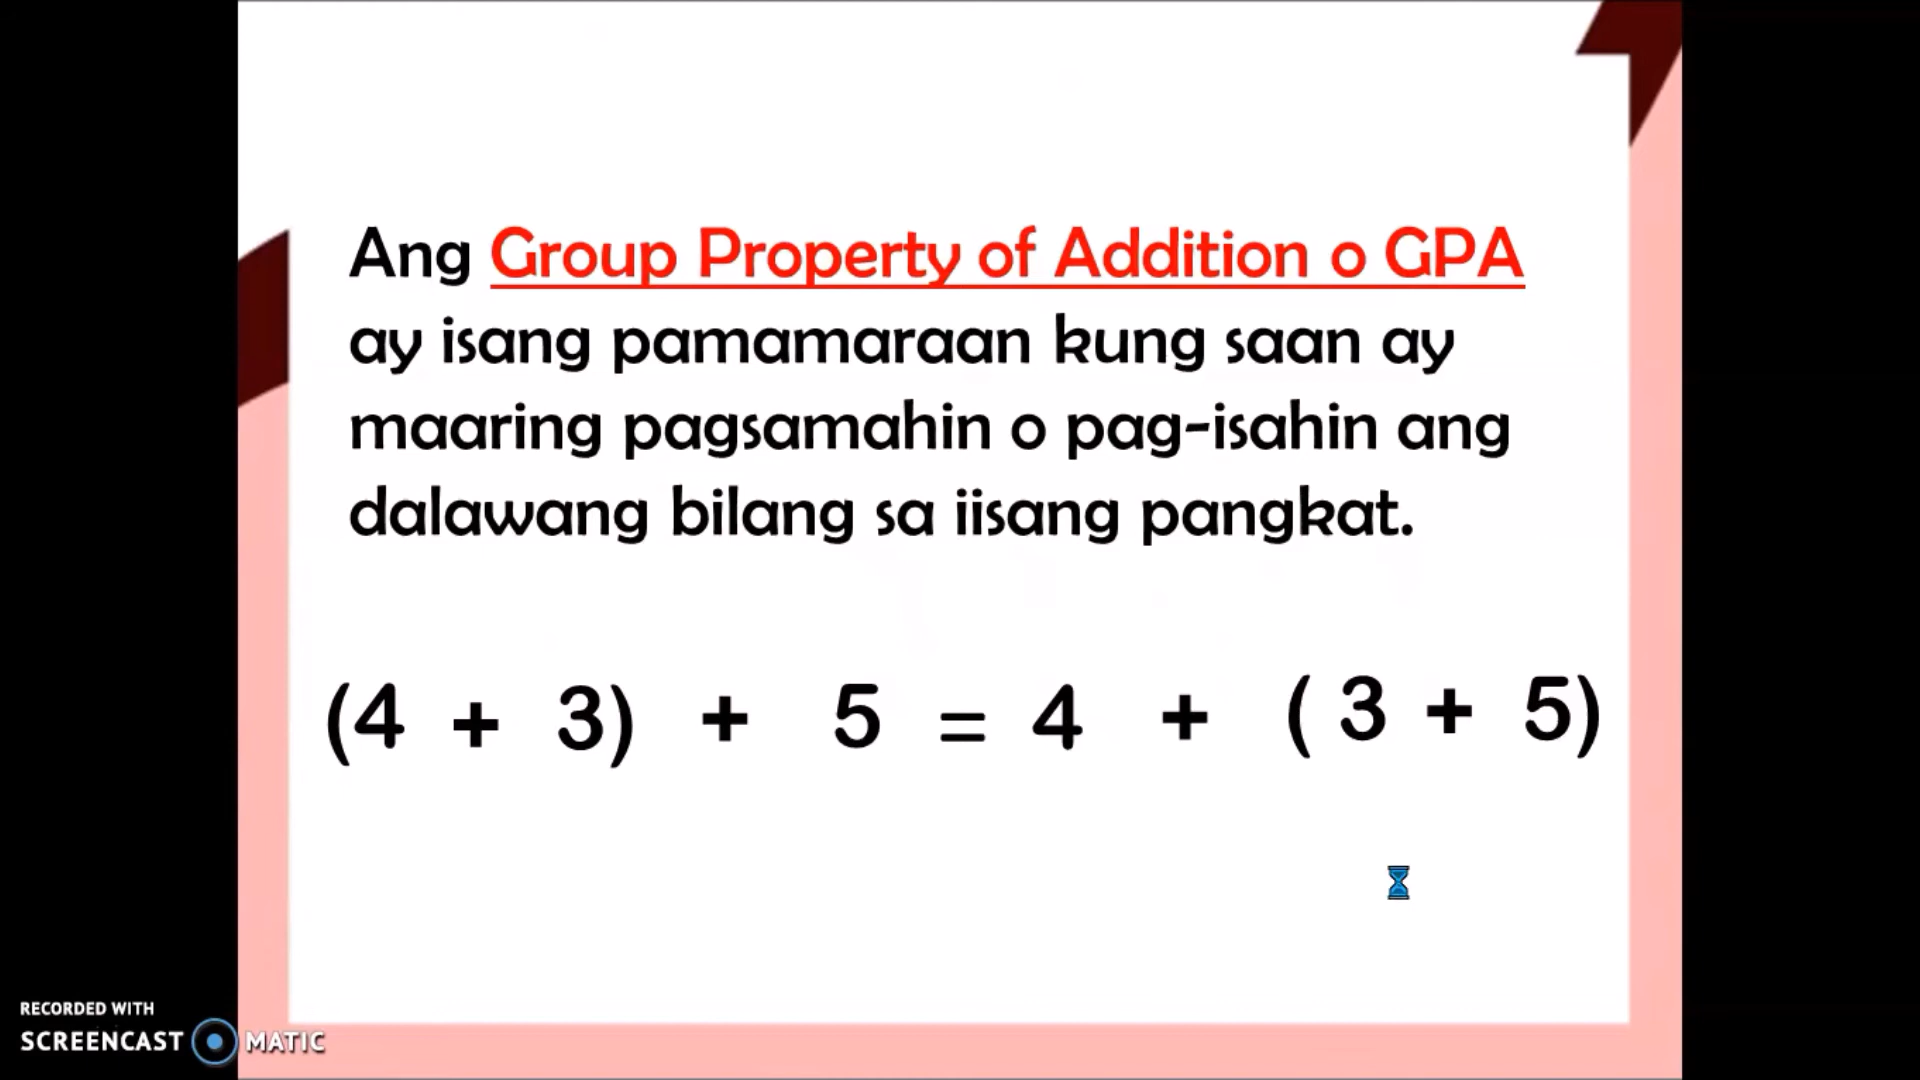 Ang Group Property of Addition o GPA
ay isang pamamaraan kung saan ay
maaring pagsamahin o pag-isahin ang
dalawang bilang sa iisang pangkat.
(4 + 3) + 5 = 4 + ( 3 + 5)
RECORDED WITH
SCREENCAST MATIC